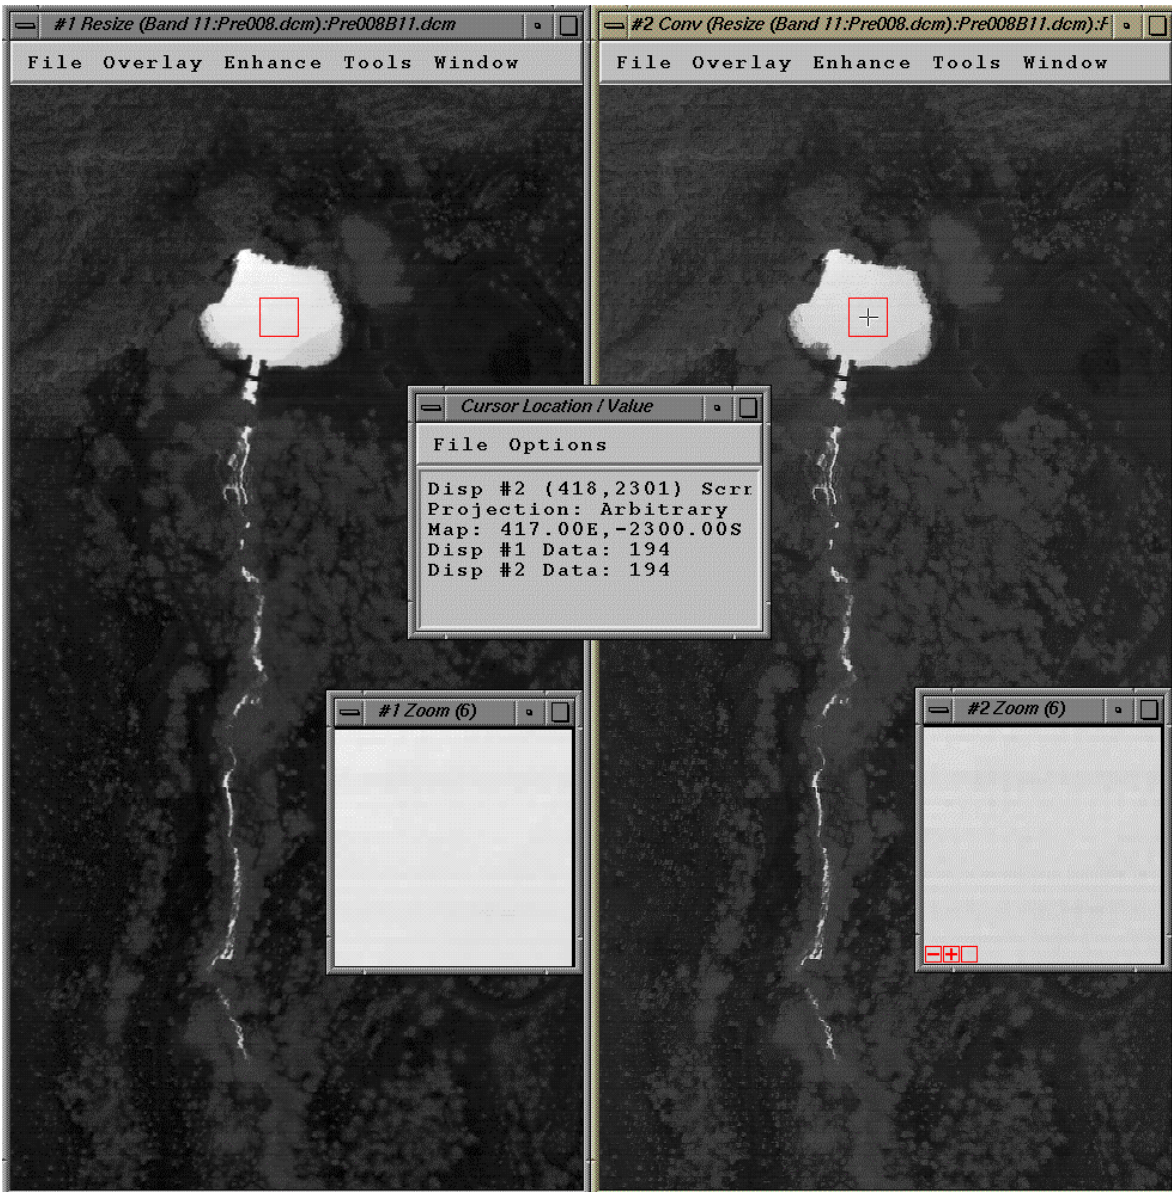 #1 Resize (Band 11:Pre008.dcm):Pre008B11.dcm
File Overlay Enhance Tools Window
#2 Conv (Resize (Band 11:Pre008.dcm):Pre008B11.dcm):F
File Overlay Enhance Tools Window
Cursor Location / Value
File Options
Disp #2 (418,2301) Scrr
Projection: Arbitrary
Map: 417.00E,-2300.00S
Disp #1 Data: 194
Disp #2 Data: 194
#1 Zoom (6)
#2 Zoom (6)